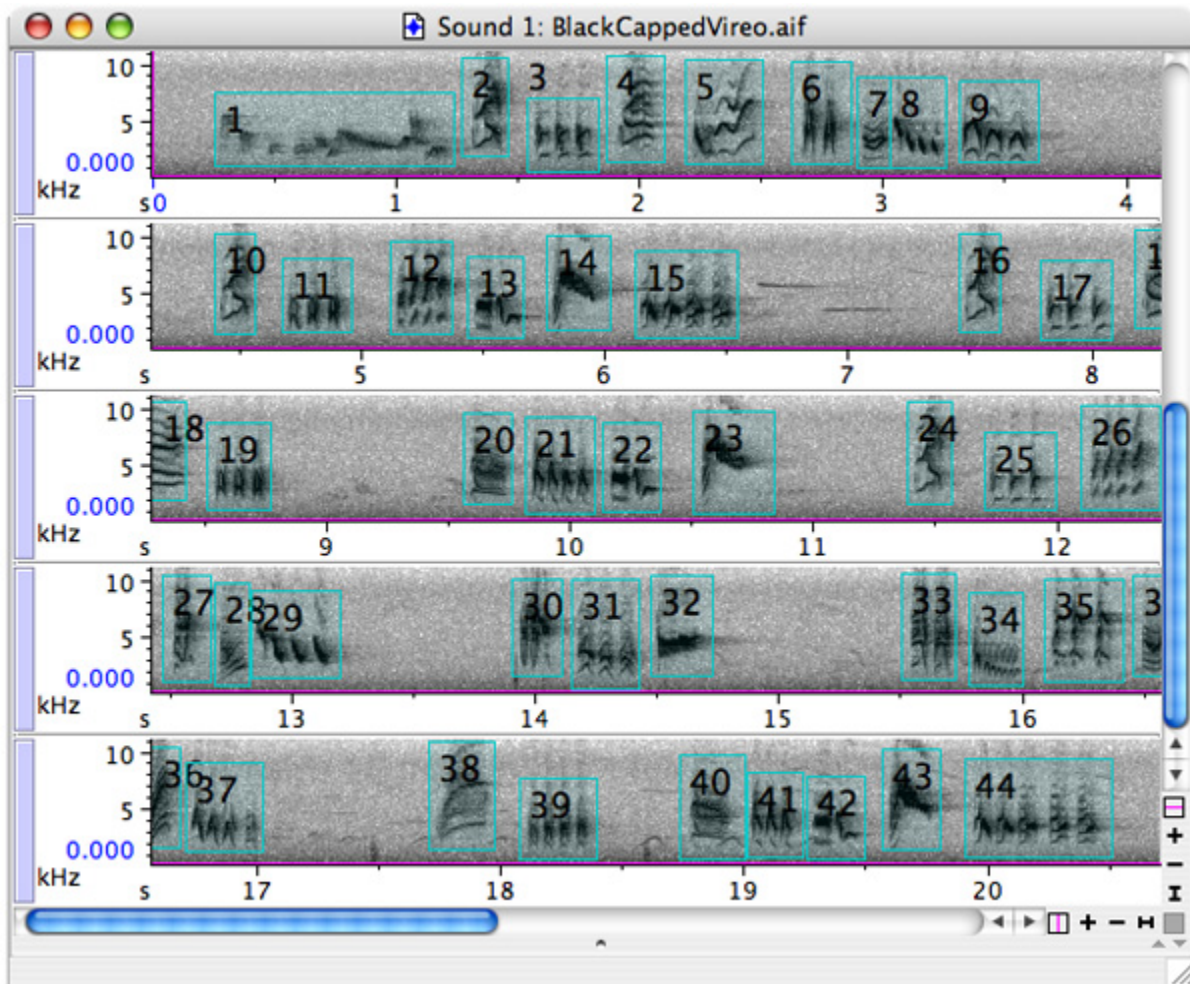 Sound 1: BlackCappedVireo.aif
10
5
0.000
kHz
1 2 3 4 5 6 7 8 9
s 0 1 2 3 4
10
5
0.000
kHz
10 11 12 13 14 15 16 17 1
s 5 6 7 8
10
5
0.000
kHz
18 19 20 21 22 23 24 25 26
s 9 10 11 12
10
5
0.000
kHz
27 28 29 30 31 32 33 34 35 3
s 13 14 15 16
10
5
0.000
kHz
36 37 38 39 40 41 42 43 44
s 17 18 19 20